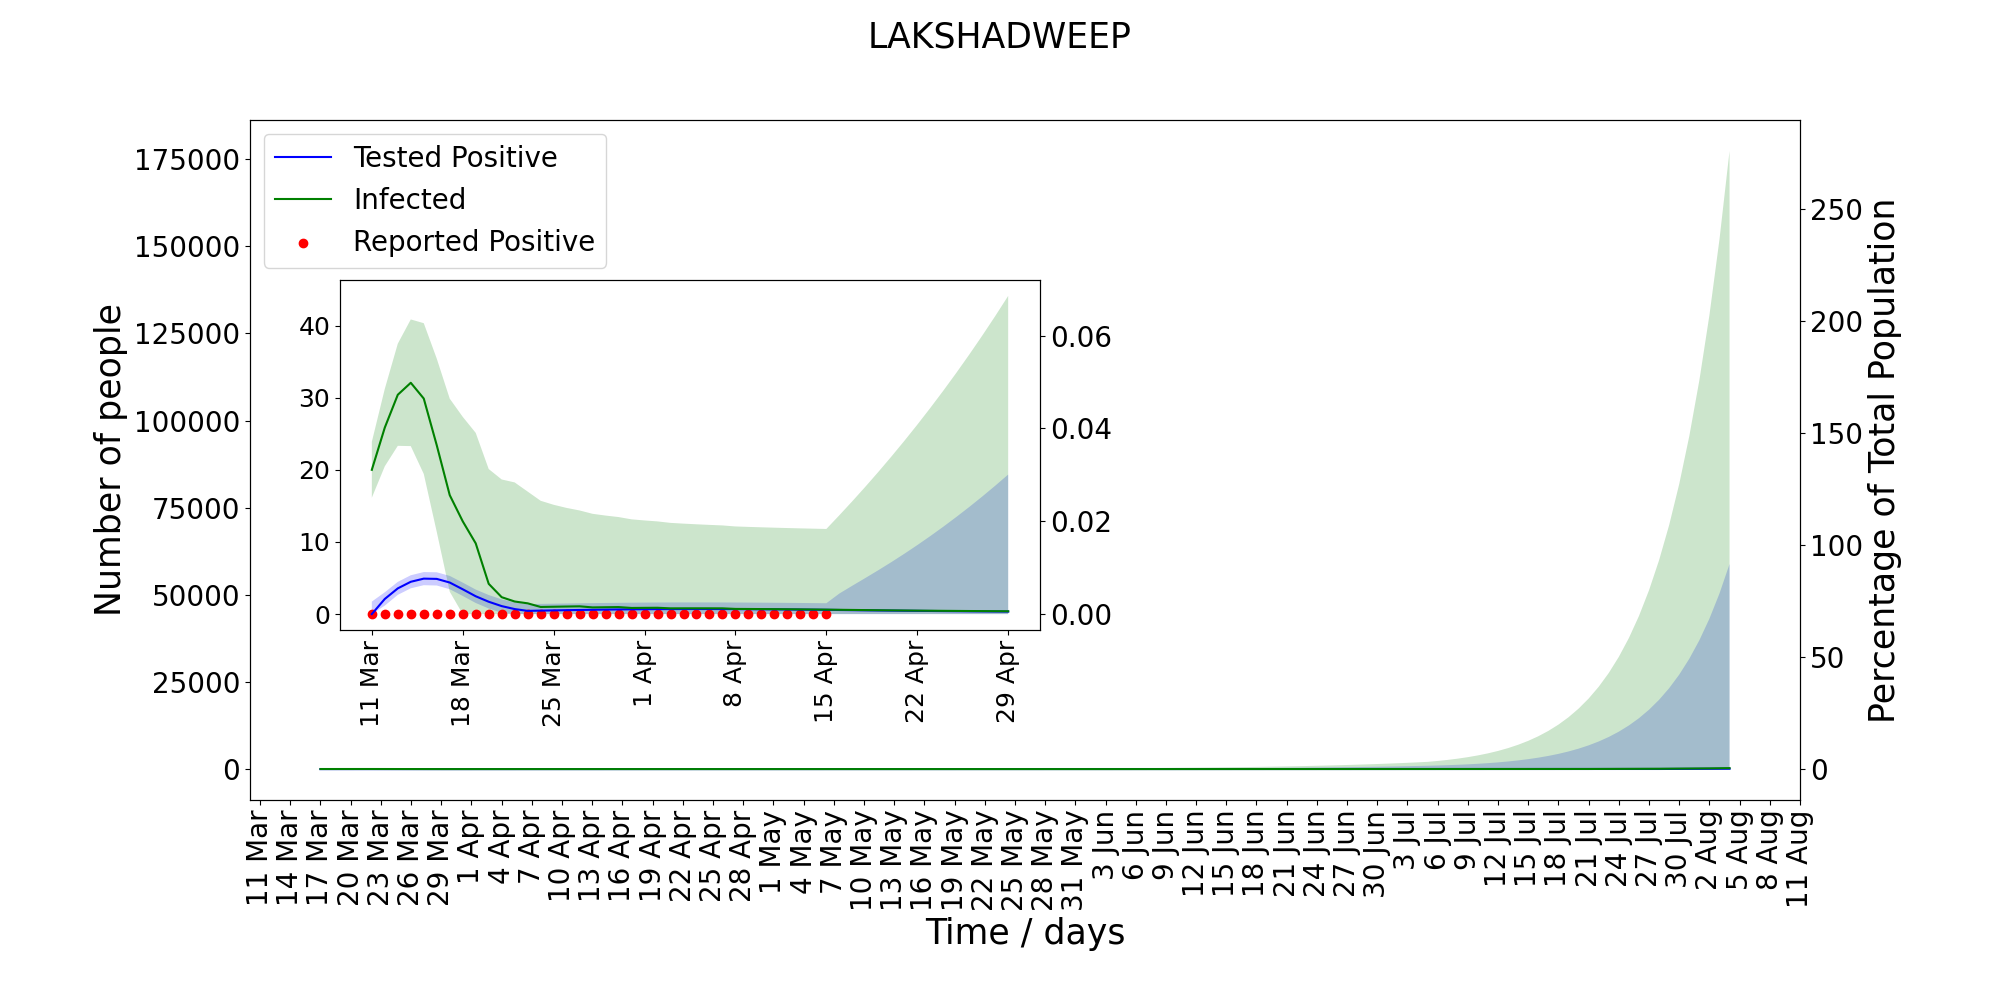 LAKSHADWEEP
Tested Positive
Infected
Reported Positive
Number of people
175000
150000
125000
100000
75000
50000
25000
0
40
30
20
10
0
0.06
0.04
0.02
0.00
11 Mar
18 Mar
25 Mar
1 Apr
8 Apr
15 Apr
22 Apr
29 Apr
250
200
150
100
50
0
Percentage of Total Population
11 Mar
14 Mar
17 Mar
20 Mar
23 Mar
26 Mar
29 Mar
1 Apr
4 Apr
7 Apr
10 Apr
13 Apr
16 Apr
19 Apr
22 Apr
25 Apr
28 Apr
1 May
4 May
7 May
10 May
13 May
16 May
19 May
22 May
25 May
28 May
31 May
3 Jun
6 Jun
9 Jun
12 Jun
15 Jun
18 Jun
21 Jun
24 Jun
27 Jun
30 Jun
3 Jul
6 Jul
9 Jul
12 Jul
15 Jul
18 Jul
21 Jul
24 Jul
27 Jul
30 Jul
2 Aug
5 Aug
8 Aug
11 Aug
Time / days